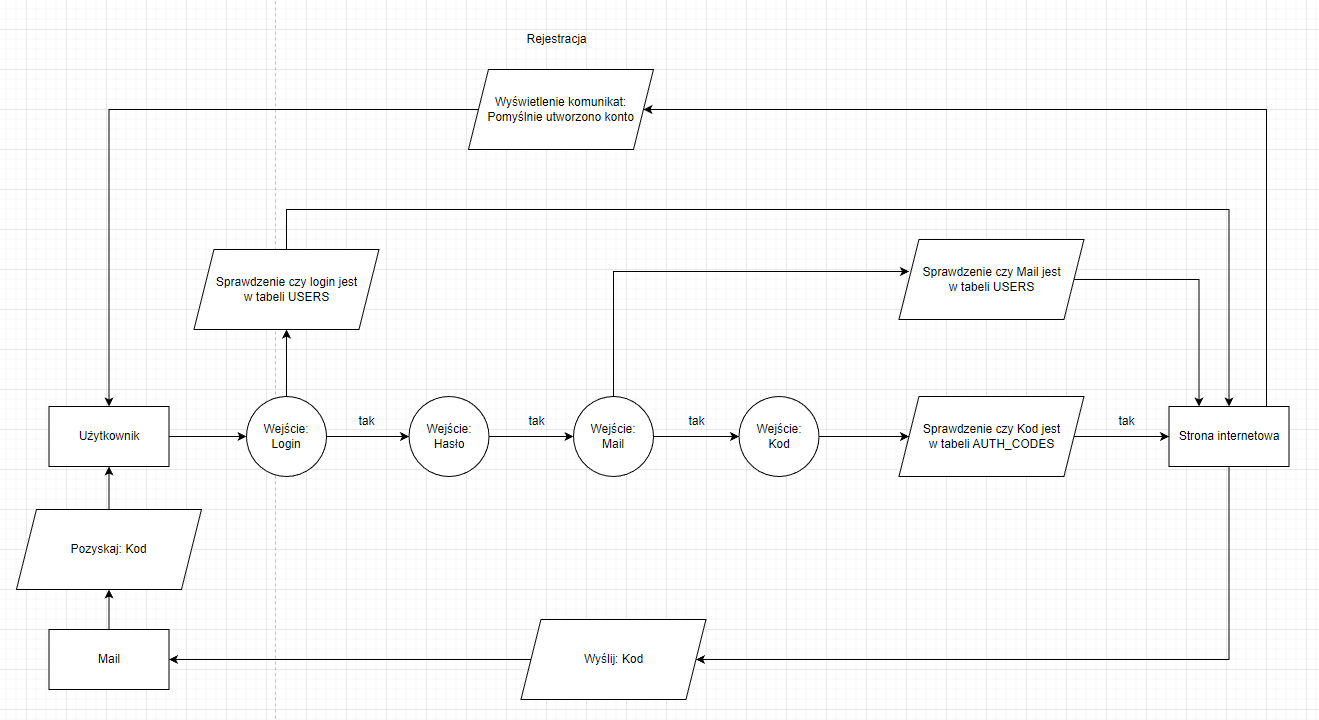 Rejestracja
Wyświetlenie komunikat:
Pomyślnie utworzono konto
Sprawdzenie czy login jest
w tabeli USERS
Sprawdzenie czy Mail jest
w tabeli USERS
Użytkownik
Wejście:
Login
tak
Wejście:
Hasło
tak
Wejście:
Mail
tak
Wejście:
Kod
Sprawdzenie czy Kod jest
w tabeli AUTH_CODES
tak
Strona internetowa
Pozyskaj: Kod
Mail
Wyślij: Kod